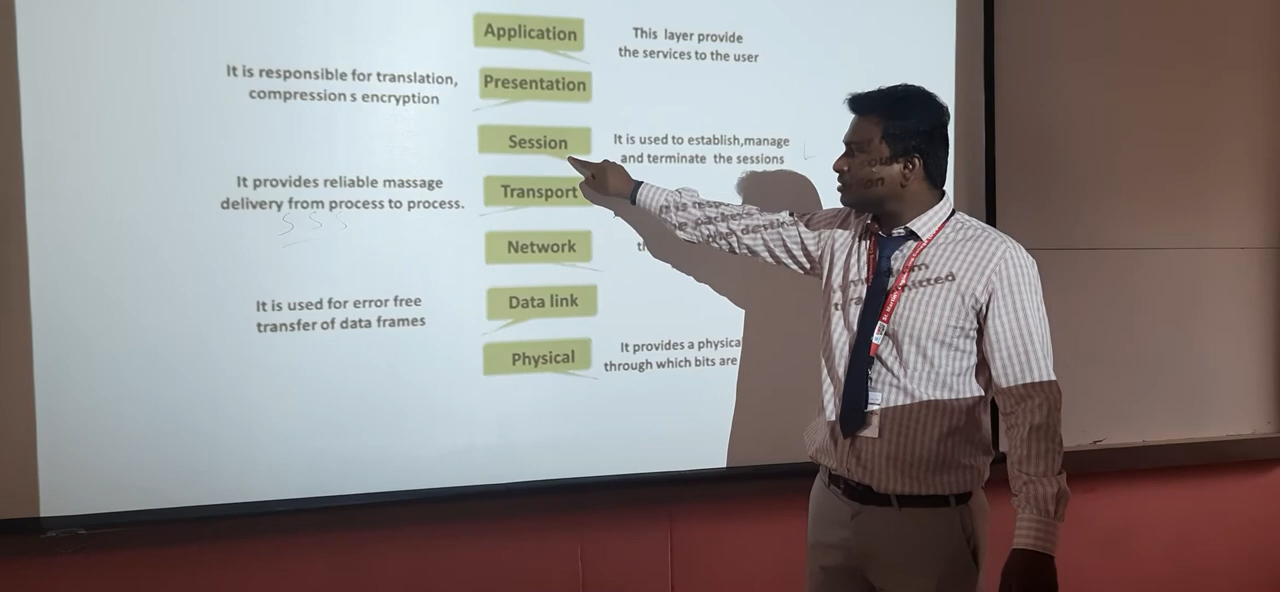 Application
This layer provide
the services to the user
It is responsible for translation,
compression s encryption
Presentation
Session
It is used to establish,manage
and terminate the sessions
It provides reliable massage
delivery from process to process.
Transport
SSS
Network
It is used for error free
transfer of data frames
Data link
Physical
It provides a physica
through which bits are